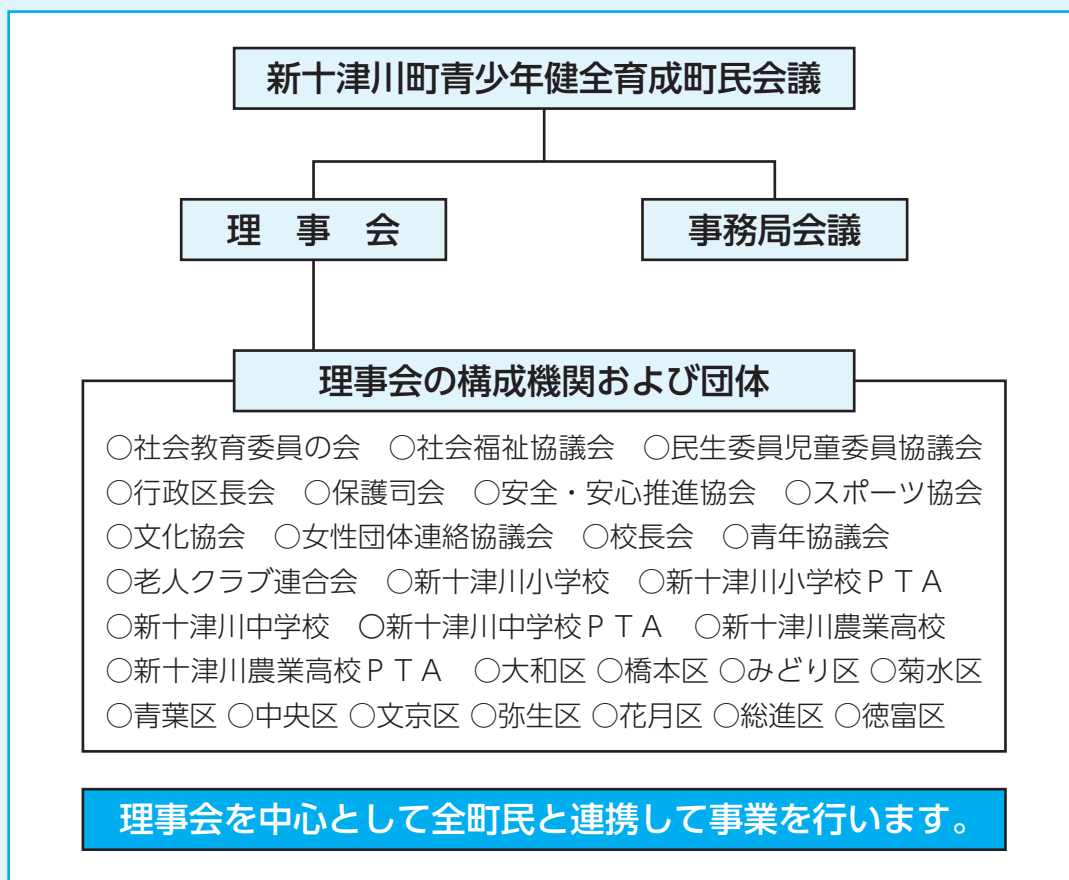 新十津川町青少年健全育成町民会議
理　事　会
事務局会議
理事会の構成機関および団体
○社会教育委員の会　○社会福祉協議会　○民生委員児童委員協議会
○行政区長会　○保護司会　○安全・安心推進協会　○スポーツ協会
○文化協会　○女性団体連絡協議会　○校長会　○青年協議会
○老人クラブ連合会　○新十津川小学校　○新十津川小学校ＰＴＡ
○新十津川中学校　○新十津川中学校ＰＴＡ　○新十津川農業高校
○新十津川農業高校ＰＴＡ　○大和区 ○橋本区 ○みどり区 ○菊水区
○青葉区 ○中央区 ○文京区 ○弥生区 ○花月区 ○総進区 ○徳富区
理事会を中心として全町民と連携して事業を行います。